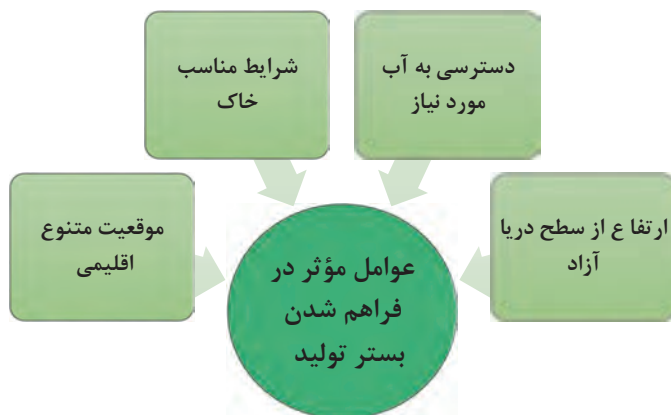 دسترسی به آب
مورد نیاز
شرایط مناسب
خاک
ارتفا ع از سطح دریا
آزاد
موقعیت متنوع
اقلیمی
عوامل مؤثر در
فراهم شدن
بستر تولید